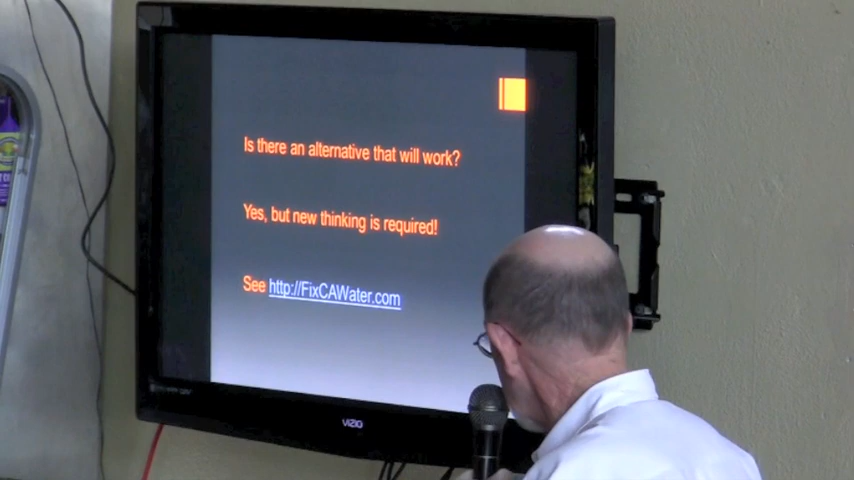 Is there an alternative that will work?
Yes, but new thinking is required!
See http://FixCAWater.com
VIZIO